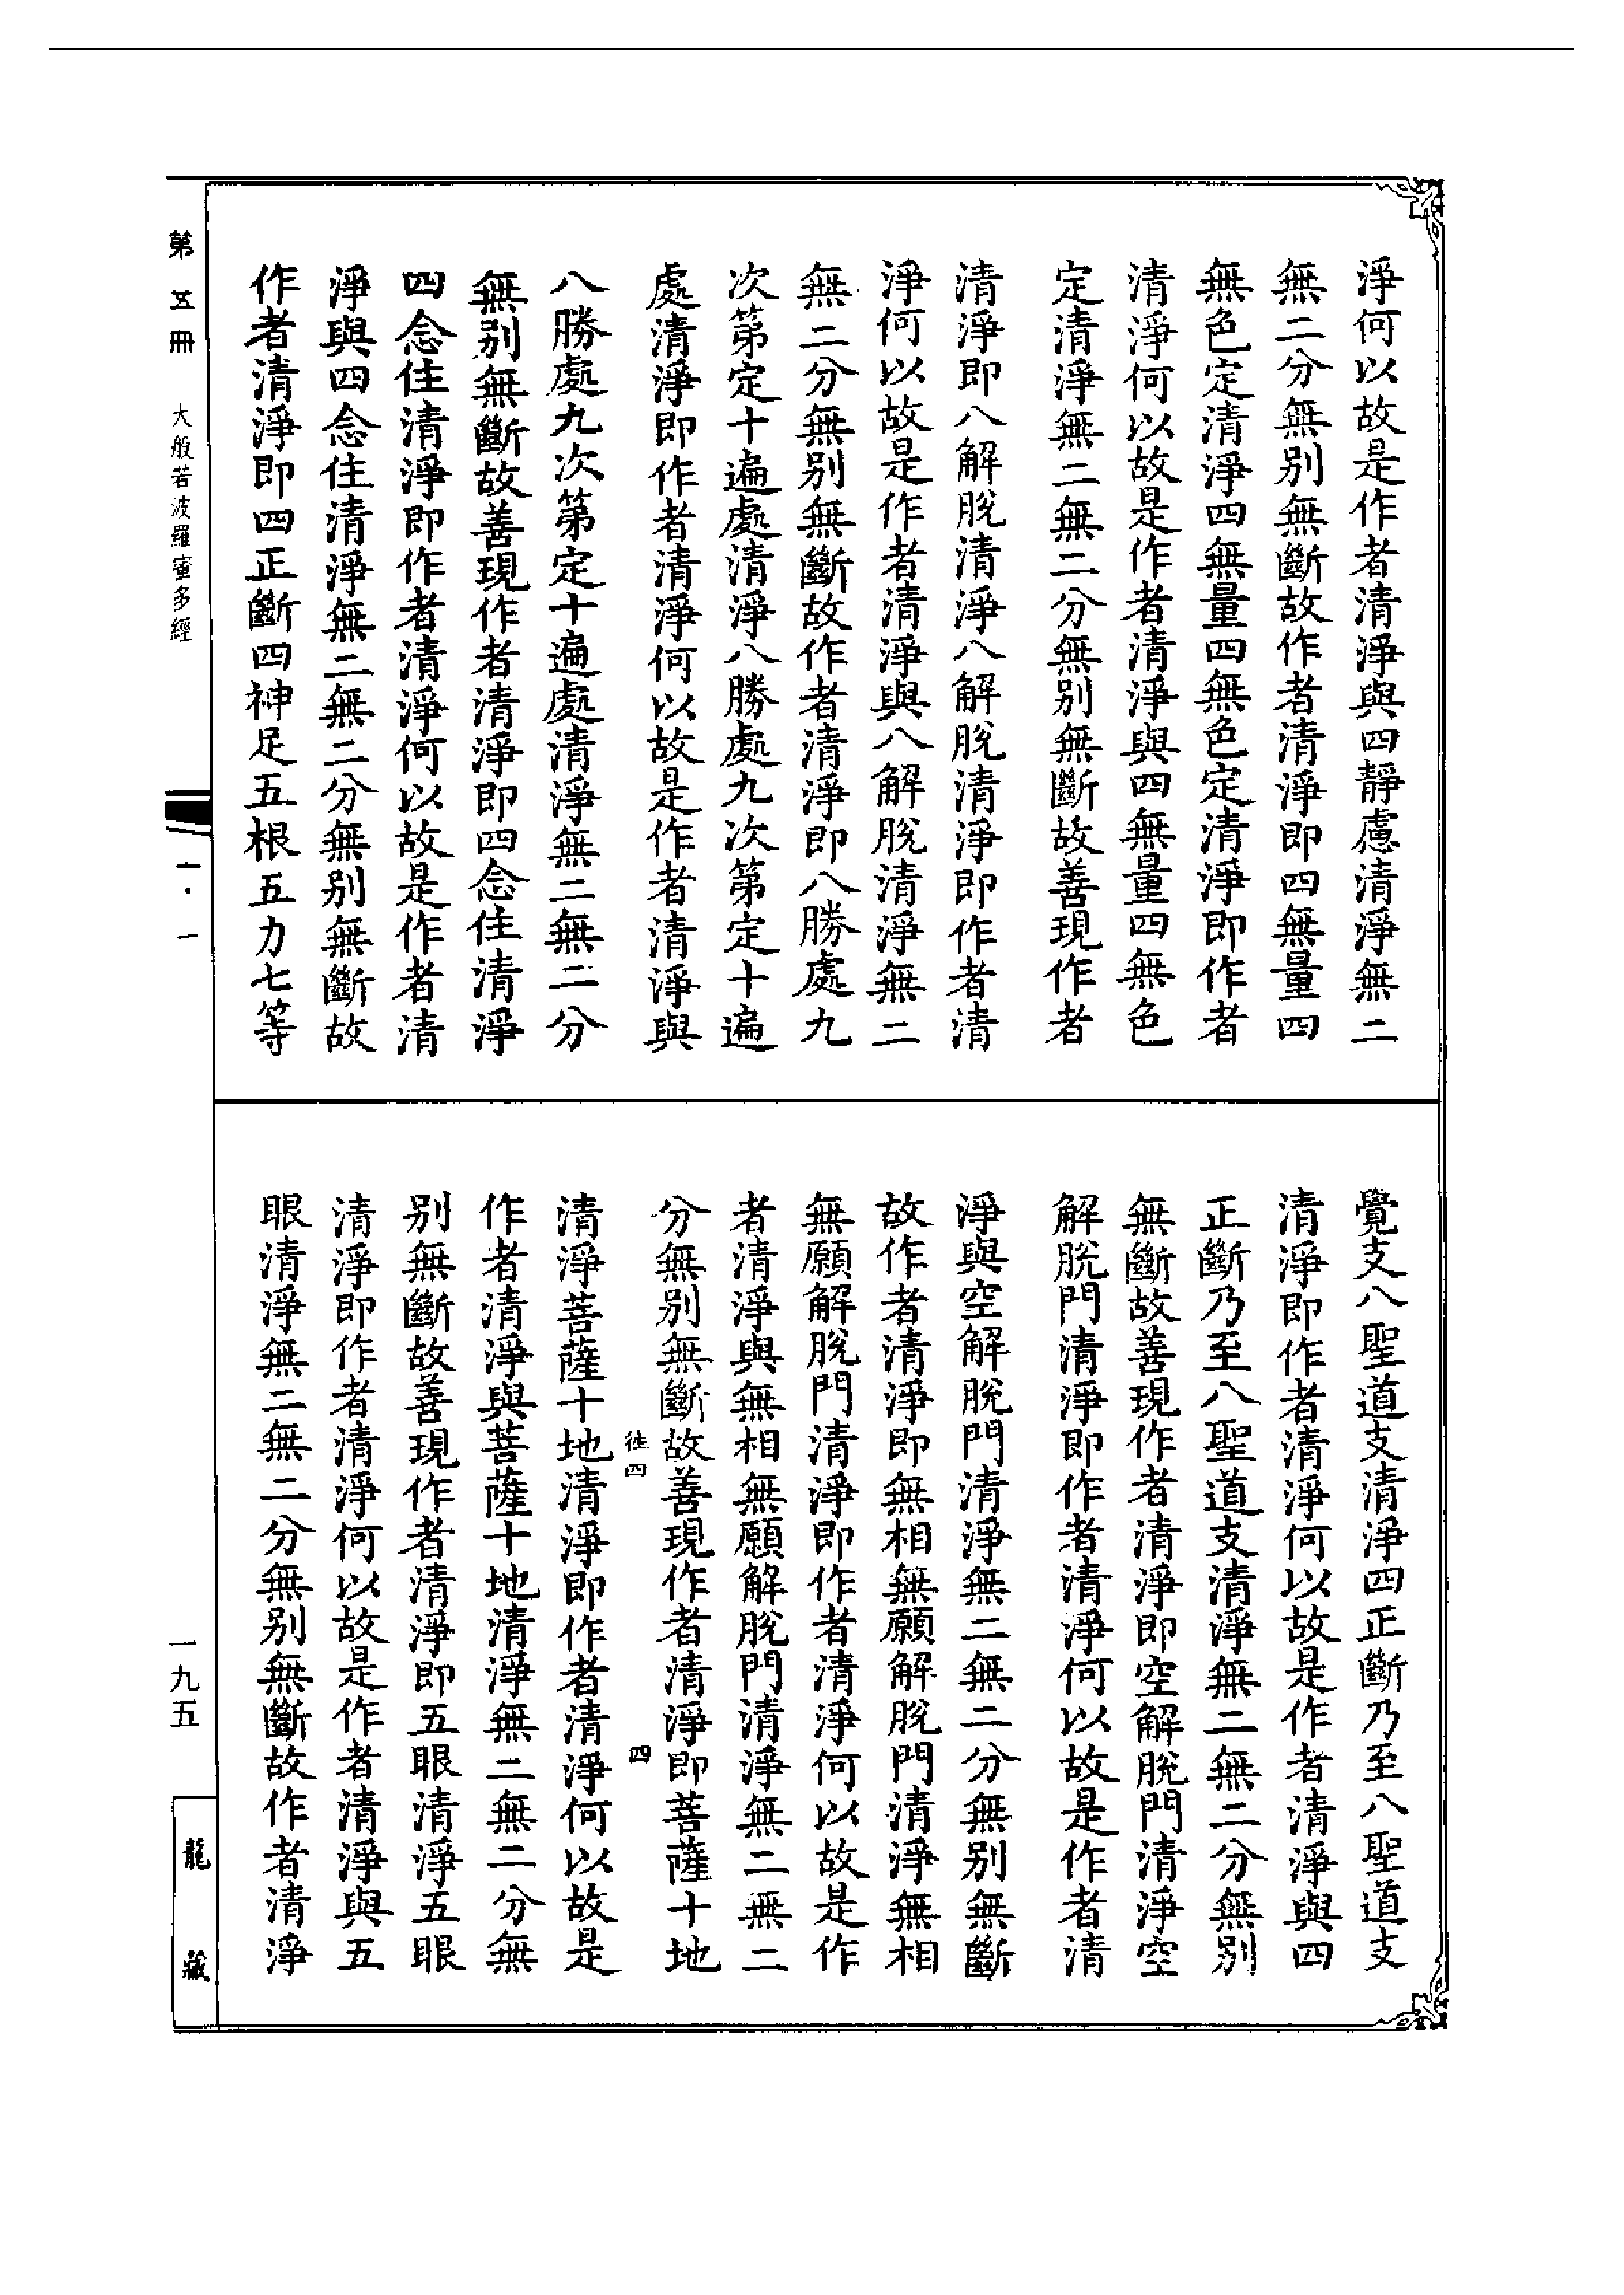 淨何以故是作者清淨與四靜慮清淨無二
無二分無別無斷故作者清淨即四無量四
無色定清淨四無量四無色定清淨即作者
清淨何以故是作者清淨與四無量四無色
定清淨無二無二分無別無斷故善現作者
清淨即八解脫清淨八解脫清淨即作者清
淨何以故是作者清淨與八解脫清淨無二
無二分無別無斷故作者清淨即八勝處九
次第定十遍處清淨八勝處九次第定十遍
處清淨即作者清淨何以故是作者清淨與
八勝處九次第定十遍處清淨無二無二分
無別無斷故善現作者清淨即四念住清淨
四念住清淨即作者清淨何以故是作者清
淨與四念住清淨無二無二分無別無斷故
作者清淨即四正斷四神足五根五力七等
覺支八聖道支清淨四正斷乃至八聖道支
清淨即作者清淨何以故是作者清淨與四
正斷乃至八聖道支清淨無二無二分無別
無斷故善現作者清淨即空解脫門清淨空
解脫門清淨即作者清淨何以故是作者清
淨與空解脫門清淨無二無二分無別無斷
故作者清淨即無相無願解脫門清淨無相
無願解脫門清淨即作者清淨何以故是作
者清淨與無相無願解脫門清淨無二無二
分無別無斷故善現作者清淨即菩薩十地
四 四
清淨菩薩十地清淨即作者清淨何以故是
作者清淨與菩薩十地清淨無二無二分無
別無斷故善現作者清淨即五眼清淨五眼
清淨即作者清淨何以故是作者清淨與五
眼清淨無二無二分無別無斷故作者清淨
第五冊 大般若波羅蜜多經
一·一
一九五
龍藏